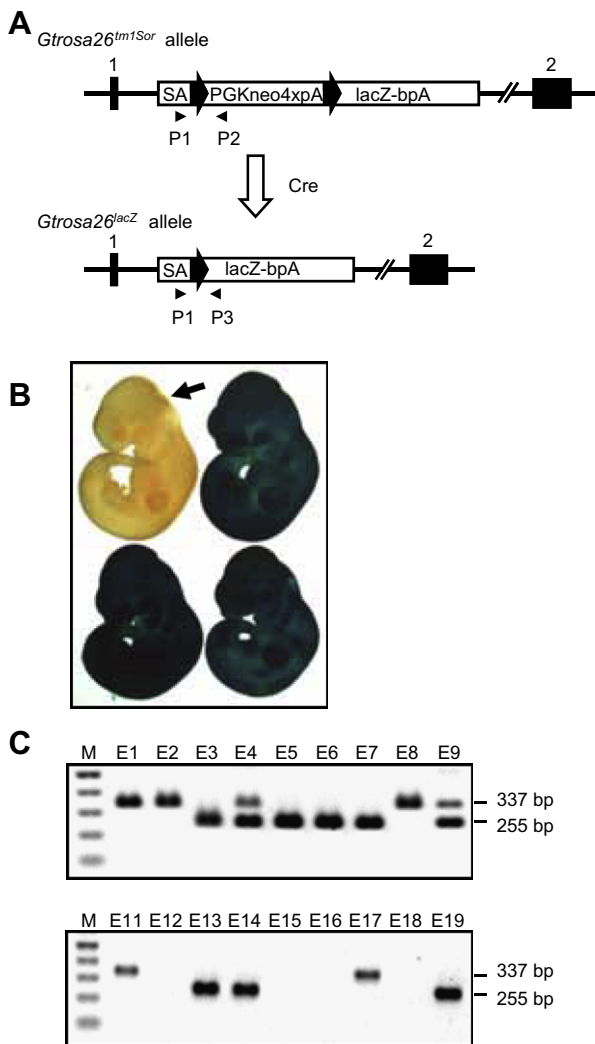 A
Gtrosa26tm1Sor allele
1 2
SA PGKneo4xpA lacZ-bpA
P1 P2
Cre
Gtrosa26lacZ allele
1 2
SA lacZ-bpA
P1 P3
B
C
M E1 E2 E3 E4 E5 E6 E7 E8 E9
337 bp
255 bp
M E11 E12 E13 E14 E15 E16 E17 E18 E19
337 bp
255 bp